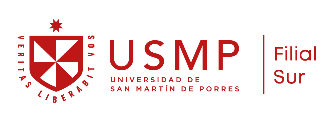 VERITAS LIBERABIT VOS
USMP
UNIVERSIDAD DE
SAN MARTÍN DE PORRES
Filial
Sur